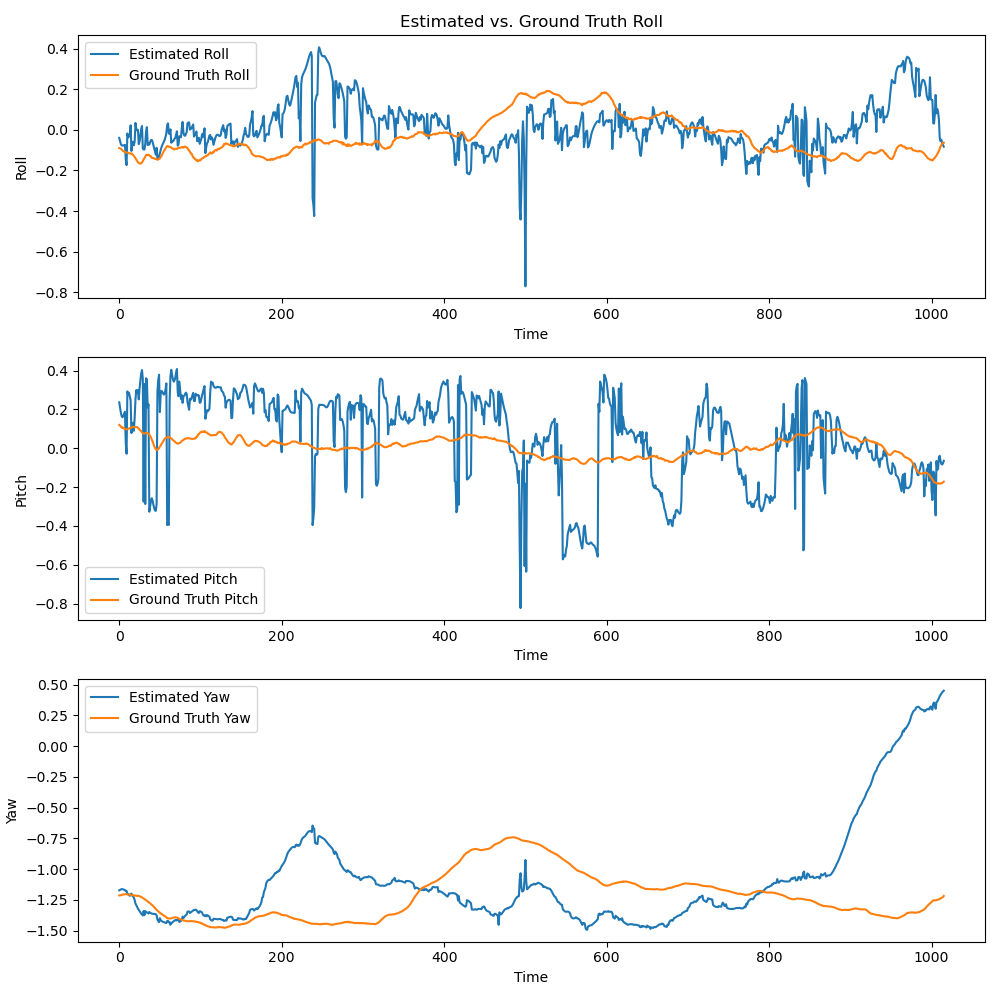 Estimated vs. Ground Truth Roll
0.4
0.2
0.0
−0.2
−0.4
−0.6
−0.8
Roll
Estimated Roll
Ground Truth Roll
0 200 400 600 800 1000
Time
0.4
0.2
0.0
−0.2
−0.4
−0.6
−0.8
Pitch
Estimated Pitch
Ground Truth Pitch
0 200 400 600 800 1000
Time
0.50
0.25
0.00
−0.25
−0.50
−0.75
−1.00
−1.25
−1.50
Yaw
Estimated Yaw
Ground Truth Yaw
0 200 400 600 800 1000
Time